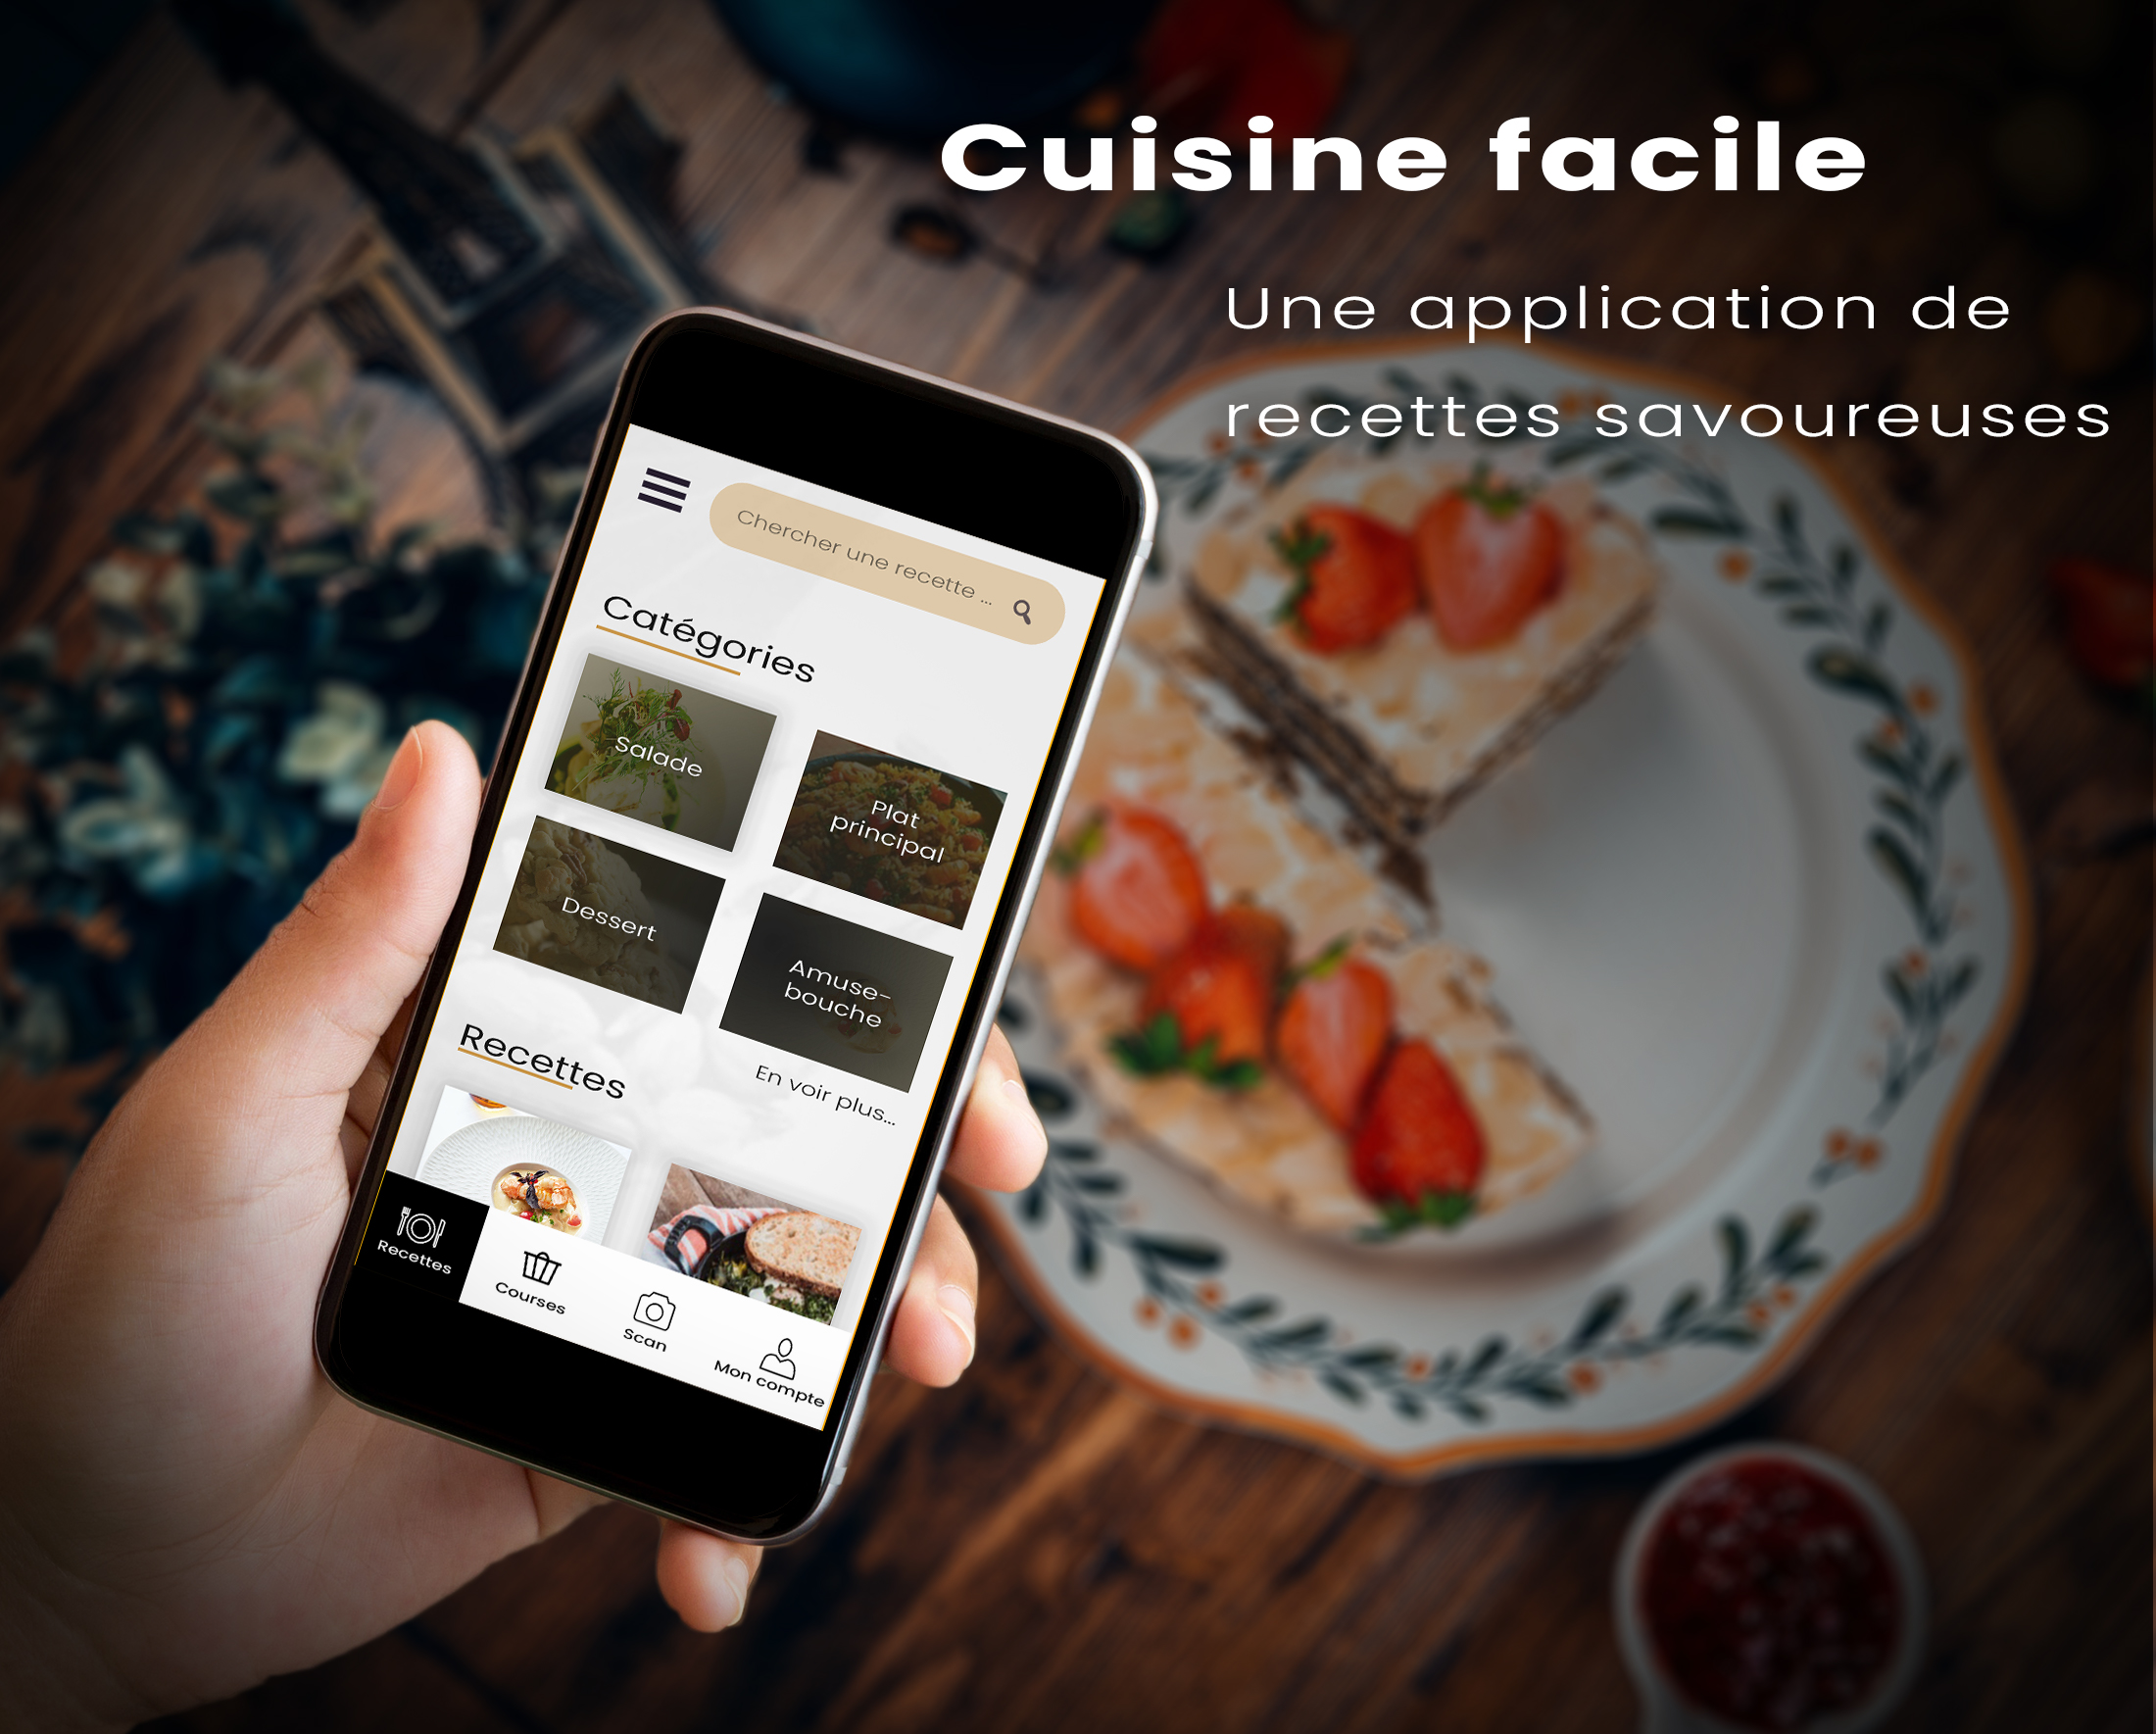 Cuisine facile
Une application de
recettes savoureuses
Chercher une recette ...
Catégories
Salade
Plat
principal
Dessert
Amuse-
bouche
En voir plus...
Recettes
Recettes
Courses
Scan
Mon compte